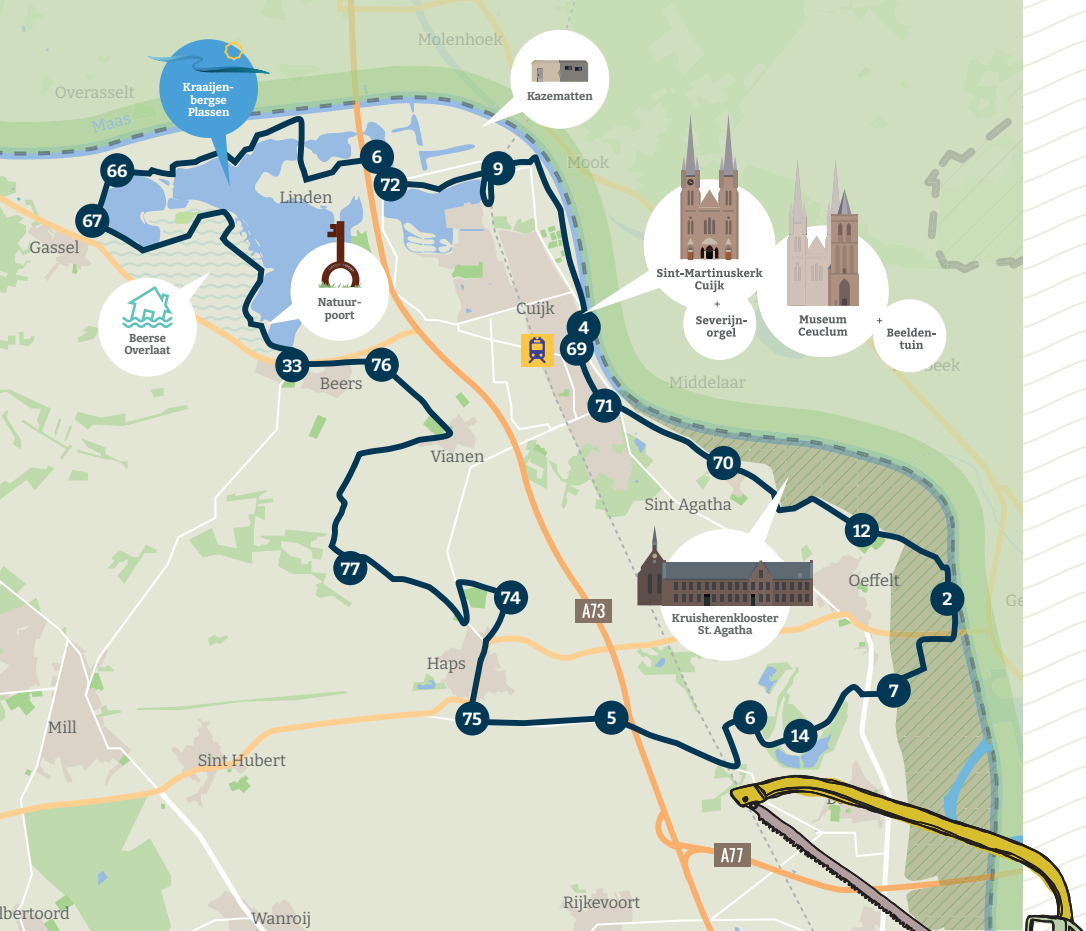 Molenhoek
Overasselt
Maas
Kraaijen-
bergse
Plassen
Kazematten
66
6
72
9
Mook
Linden
67
Gassel
Natuur-
poort
Beerse
Overlaat
Sint-Martinuskerk
Cuijk
+
Severijn-
orgel
Museum
Ceuclum
+
Beelden-
tuin
Cuijk
4
69
33
76
Beers
Middelaar
71
Vianen
70
Sint Agatha
12
77
74
Oeffelt
2
A73
Kruisherenklooster
St. Agatha
Haps
7
75
5
6
14
Mill
Sint Hubert
A77
Rijkevoort
lbertoord
Wanroij